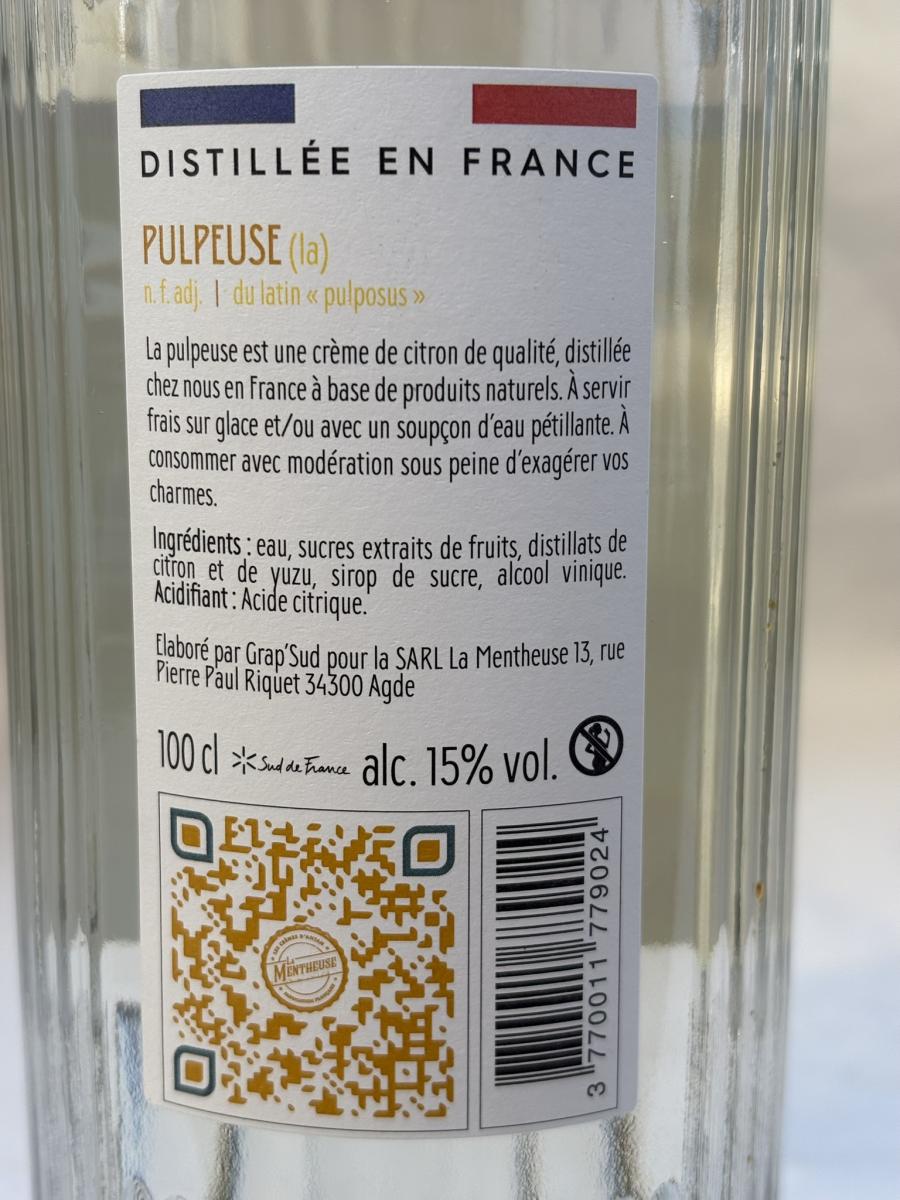 DISTILLÉE EN FRANCE
PULPEUSE (la)
n. f. adj. | du latin « pulposus »
La pulpeuse est une crème de citron de qualité, distillée
chez nous en France à base de produits naturels. À servir
frais sur glace et/ou avec un soupçon d'eau pétillante. À
consommer avec modération sous peine d'exagérer vos
charmes.
Ingrédients : eau, sucres extraits de fruits, distillats de
citron et de yuzu, sirop de sucre, alcool vinique.
Acidifiant : Acide citrique.
Elaboré par Grap'Sud pour la SARL La Mentheuse 13, rue
Pierre Paul Riquet 34300 Agde
100 cl Sud de France alc. 15% vol.
LES CRÈMES D'ANTAN
La
MENTHEUSE
3 770011 779024